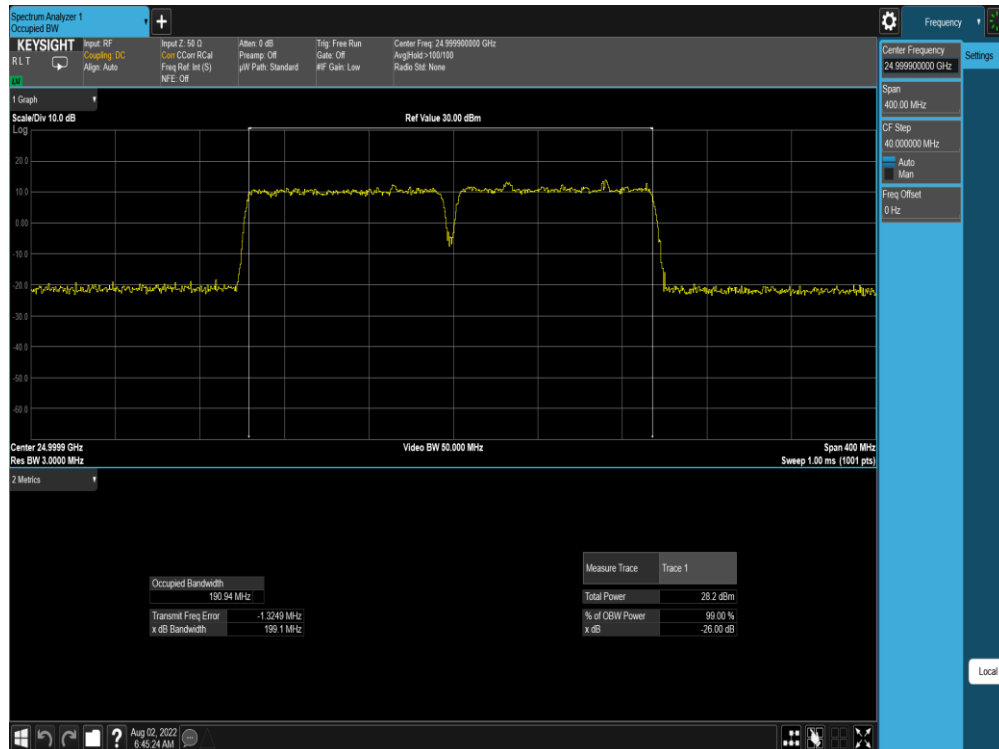 Spectrum Analyzer 1
Occupied BW
+
Frequency
KEYSIGHT
RLT
LV
Input: RF
Coupling: DC
Align: Auto
Input Z: 50 Ω
Corr CCorr RCal
Freq Ref: Int (S)
NFE: Off
Atten: 0 dB
Preamp: Off
µW Path: Standard
Trig: Free Run
Gate: Off
#IF Gain: Low
Center Freq: 24.999900000 GHz
Avg|Hold:>100/100
Radio Std: None
Center Frequency
24.999900000 GHz
Settings
Span
400.00 MHz
CF Step
40.000000 MHz
Auto
Man
Freq Offset
0 Hz
1 Graph
Scale/Div 10.0 dB
Ref Value 30.00 dBm
Log
20.0
10.0
0.00
-10.0
-20.0
-30.0
-40.0
-50.0
-60.0
Center 24.9999 GHz
Video BW 50.000 MHz
Span 400 MHz
Res BW 3.0000 MHz
Sweep 1.00 ms (1001 pts)
2 Metrics
Occupied Bandwidth
190.94 MHz
Transmit Freq Error -1.3249 MHz
x dB Bandwidth 199.1 MHz
Measure Trace Trace 1
Total Power 28.2 dBm
% of OBW Power 99.00 %
x dB -26.00 dB
Local
?
Aug 02, 2022
6:45:24 AM